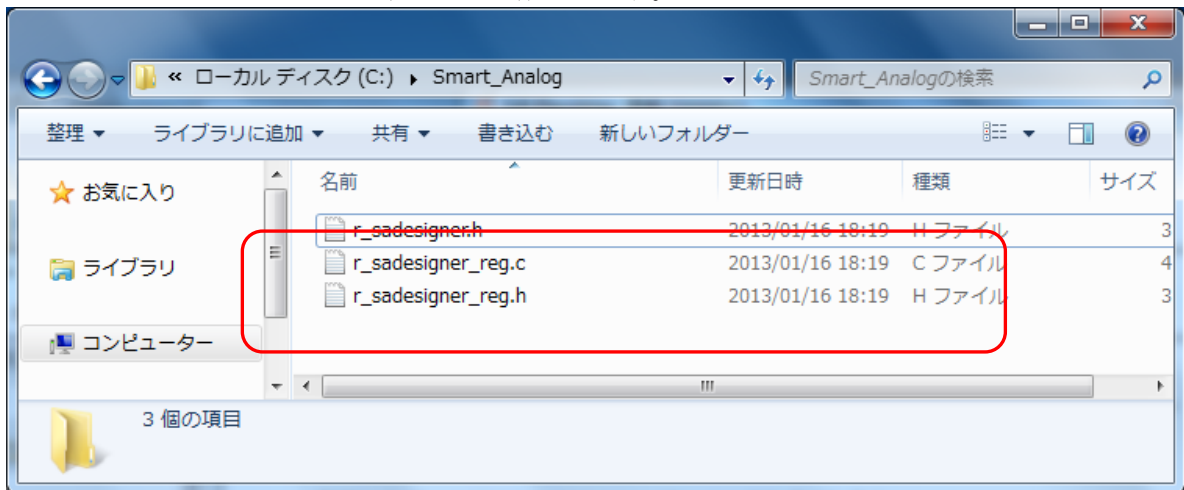 « ローカル ディスク (C:) ▸ Smart_Analog Smart_Analogの検索
整理 ライブラリに追加 共有 書き込む 新しいフォルダー
名前 更新日時 種類 サイズ
お気に入り
r_sadesigner.h 2013/01/16 18:19 H ファイル 3
ライブラリ r_sadesigner_reg.c 2013/01/16 18:19 C ファイル 4
r_sadesigner_reg.h 2013/01/16 18:19 H ファイル 3
コンピューター
3 個の項目